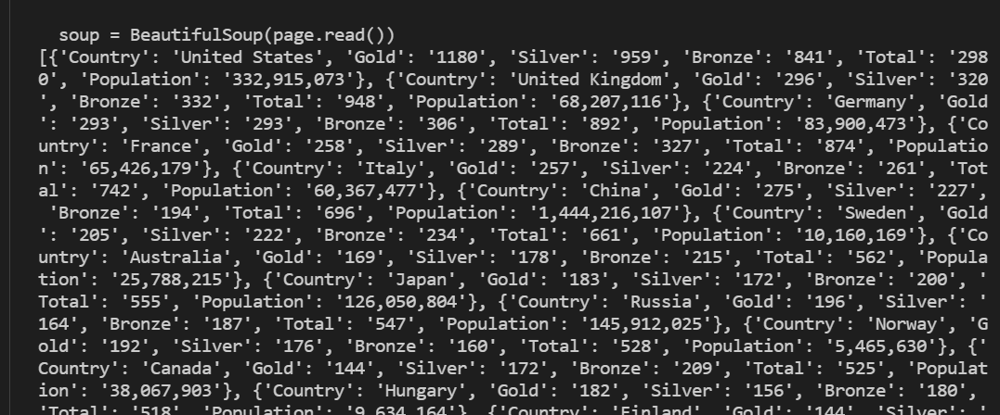 soup = BeautifulSoup(page.read())
[{'Country': 'United States', 'Gold': '1180', 'Silver': '959', 'Bronze': '841', 'Total': '298
0', 'Population': '332,915,073'}, {'Country': 'United Kingdom', 'Gold': '296', 'Silver': '320
', 'Bronze': '332', 'Total': '948', 'Population': '68,207,116'}, {'Country': 'Germany', 'Gold
': '293', 'Silver': '293', 'Bronze': '306', 'Total': '892', 'Population': '83,900,473'}, {'Co
untry': 'France', 'Gold': '258', 'Silver': '289', 'Bronze': '327', 'Total': '874', 'Populatio
n': '65,426,179'}, {'Country': 'Italy', 'Gold': '257', 'Silver': '224', 'Bronze': '261', 'Tot
al': '742', 'Population': '60,367,477'}, {'Country': 'China', 'Gold': '275', 'Silver': '227',
'Bronze': '194', 'Total': '696', 'Population': '1,444,216,107'}, {'Country': 'Sweden', 'Gold
': '205', 'Silver': '222', 'Bronze': '234', 'Total': '661', 'Population': '10,160,169'}, {'Co
untry': 'Australia', 'Gold': '169', 'Silver': '178', 'Bronze': '215', 'Total': '562', 'Popula
tion': '25,788,215'}, {'Country': 'Japan', 'Gold': '183', 'Silver': '172', 'Bronze': '200', '
Total': '555', 'Population': '126,050,804'}, {'Country': 'Russia', 'Gold': '196', 'Silver': '
164', 'Bronze': '187', 'Total': '547', 'Population': '145,912,025'}, {'Country': 'Norway', 'G
old': '192', 'Silver': '176', 'Bronze': '160', 'Total': '528', 'Population': '5,465,630'}, {'
Country': 'Canada', 'Gold': '144', 'Silver': '172', 'Bronze': '209', 'Total': '525', 'Populat
ion': '38,067,903'}, {'Country': 'Hungary', 'Gold': '182', 'Silver': '156', 'Bronze': '180',
'Total': '518', 'Population': '9,634,164'}, {'Country': 'Finland', 'Gold': '144', 'Silver': '